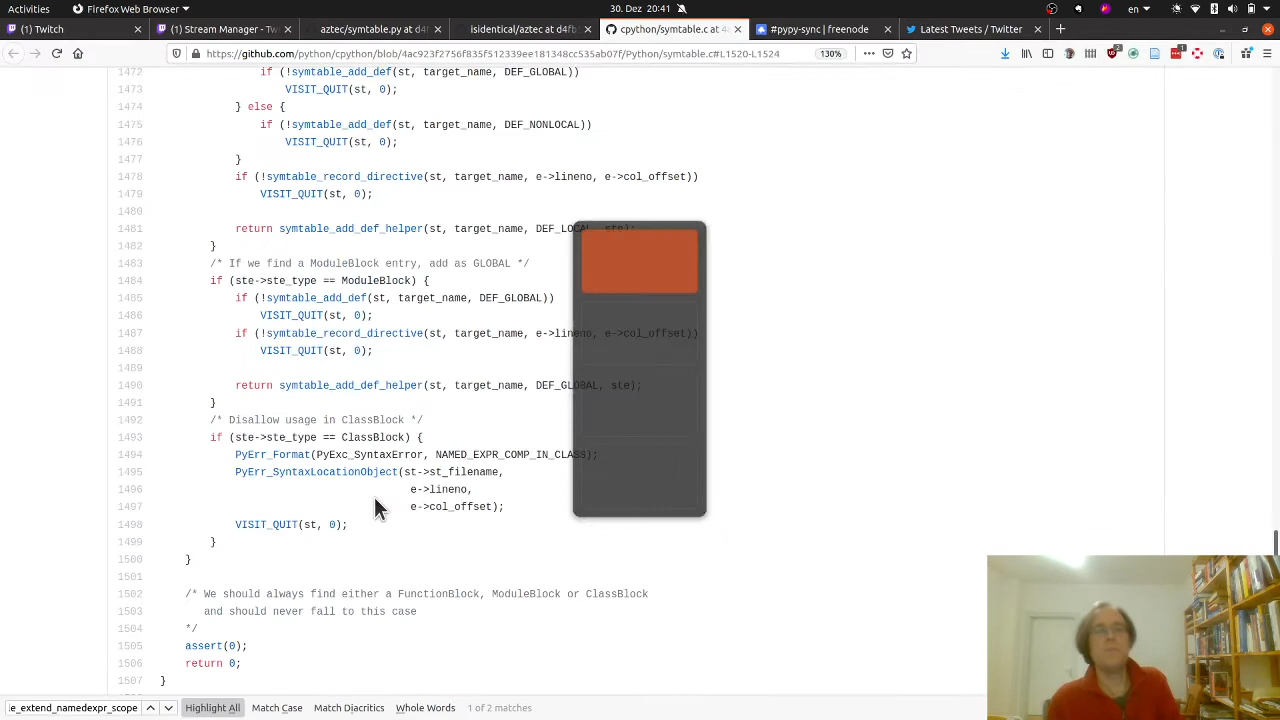 Activities
Firefox Web Browser
30. Dez 20:41
en
(1) Twitch
(1) Stream Manager - Tw
aztec/symtable.py at d4f
isidentical/aztec at d4fb
cpython/symtable.c at 4a
#pypy-sync | freenode
Latest Tweets / Twitter
https://github.com/python/cpython/blob/4ac923f2756f835f512339ee181348cc535ab07f/Python/symtable.c#L1520-L1524
130%
1472 if (!symtable_add_def(st, target_name, DEF_GLOBAL))
1473 VISIT_QUIT(st, 0);
1474 } else {
1475 if (!symtable_add_def(st, target_name, DEF_NONLOCAL))
1476 VISIT_QUIT(st, 0);
1477 }
1478 if (!symtable_record_directive(st, target_name, e->lineno, e->col_offset))
1479 VISIT_QUIT(st, 0);
1480
1481 return symtable_add_def_helper(st, target_name, DEF_LOCAL, ste);
1482 }
1483 /* If we find a ModuleBlock entry, add as GLOBAL */
1484 if (ste->ste_type == ModuleBlock) {
1485 if (!symtable_add_def(st, target_name, DEF_GLOBAL))
1486 VISIT_QUIT(st, 0);
1487 if (!symtable_record_directive(st, target_name, e->lineno, e->col_offset))
1488 VISIT_QUIT(st, 0);
1489
1490 return symtable_add_def_helper(st, target_name, DEF_GLOBAL, ste);
1491 }
1492 /* Disallow usage in ClassBlock */
1493 if (ste->ste_type == ClassBlock) {
1494 PyErr_Format(PyExc_SyntaxError, NAMED_EXPR_COMP_IN_CLASS);
1495 PyErr_SyntaxLocationObject(st->st_filename,
1496 e->lineno,
1497 e->col_offset);
1498 VISIT_QUIT(st, 0);
1499 }
1500 }
1501
1502 /* We should always find either a FunctionBlock, ModuleBlock or ClassBlock
1503 and should never fall to this case
1504 */
1505 assert(0);
1506 return 0;
1507 }
e_extend_namedexpr_scope
Highlight All
Match Case
Match Diacritics
Whole Words
1 of 2 matches